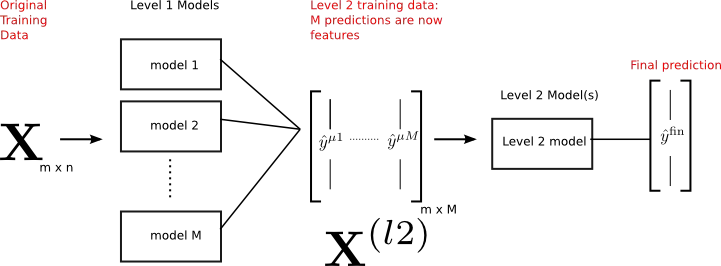 Original
Training
Data
Level 1 Models
Level 2 training data:
M predictions are now
features
Final prediction
model 1
model 2
model M
X
m x n
ŷ^{μ1} ......... ŷ^{μM}
m x M
X^{(l2)}
Level 2 Model(s)
Level 2 model
ŷ^{fin}